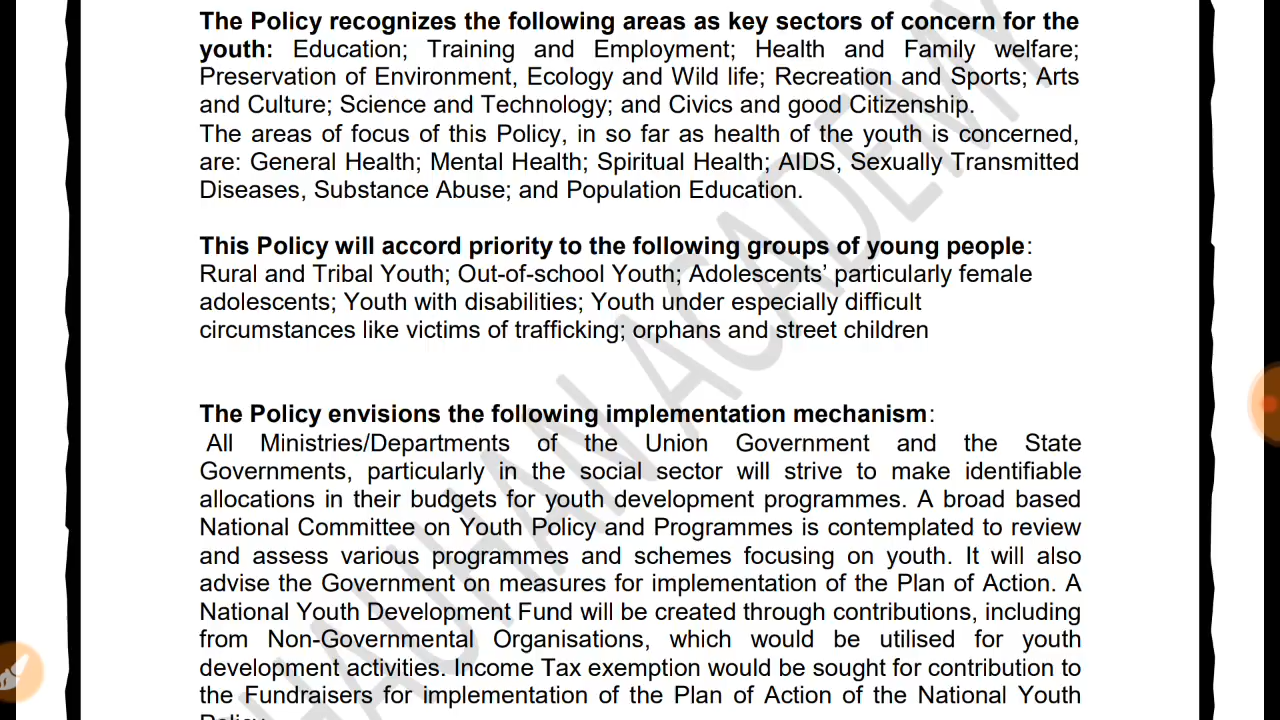 The Policy recognizes the following areas as key sectors of concern for the
youth: Education; Training and Employment; Health and Family welfare;
Preservation of Environment, Ecology and Wild life; Recreation and Sports; Arts
and Culture; Science and Technology; and Civics and good Citizenship.
The areas of focus of this Policy, in so far as health of the youth is concerned,
are: General Health; Mental Health; Spiritual Health; AIDS, Sexually Transmitted
Diseases, Substance Abuse; and Population Education.
This Policy will accord priority to the following groups of young people:
Rural and Tribal Youth; Out-of-school Youth; Adolescents’ particularly female
adolescents; Youth with disabilities; Youth under especially difficult
circumstances like victims of trafficking; orphans and street children
The Policy envisions the following implementation mechanism:
All Ministries/Departments of the Union Government and the State
Governments, particularly in the social sector will strive to make identifiable
allocations in their budgets for youth development programmes. A broad based
National Committee on Youth Policy and Programmes is contemplated to review
and assess various programmes and schemes focusing on youth. It will also
advise the Government on measures for implementation of the Plan of Action. A
National Youth Development Fund will be created through contributions, including
from Non-Governmental Organisations, which would be utilised for youth
development activities. Income Tax exemption would be sought for contribution to
the Fundraisers for implementation of the Plan of Action of the National Youth
Policy
HAUHAN ACADEMY